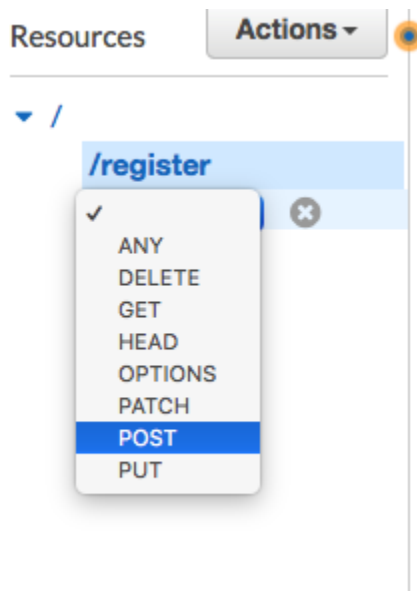 Resources Actions
/
/register
ANY
DELETE
GET
HEAD
OPTIONS
PATCH
POST
PUT